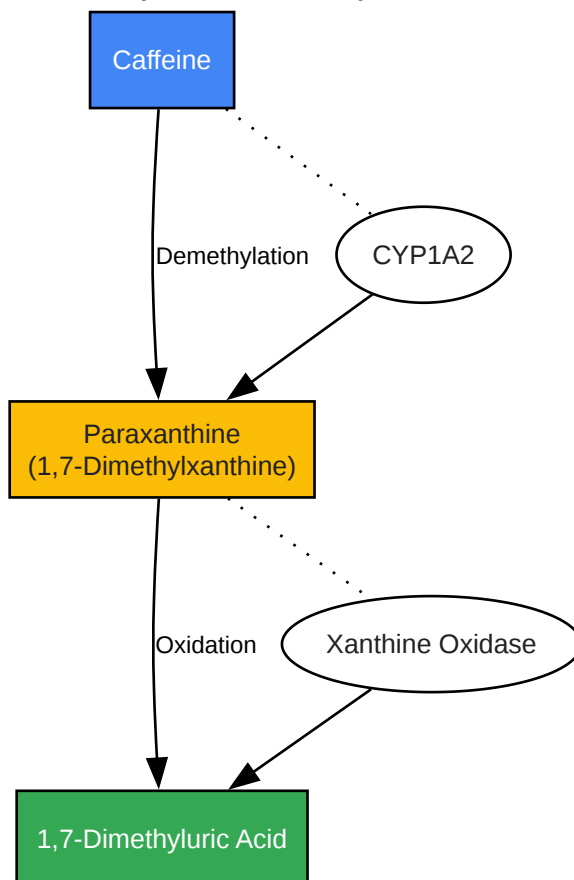 Caffeine
Demethylation
CYP1A2
Paraxanthine
(1,7-Dimethylxanthine)
Oxidation
Xanthine Oxidase
1,7-Dimethyluric Acid